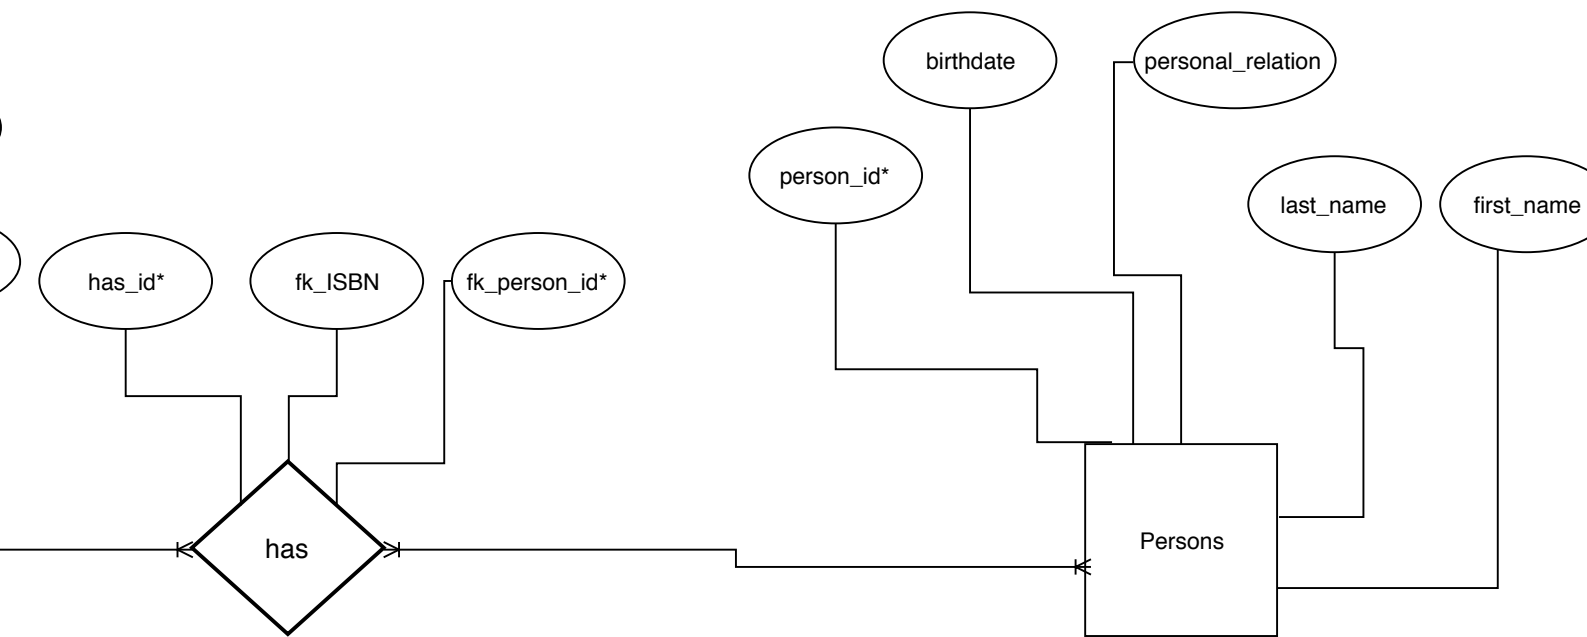 birthdate
personal_relation
person_id*
last_name
first_name
has_id*
fk_ISBN
fk_person_id*
has
Persons